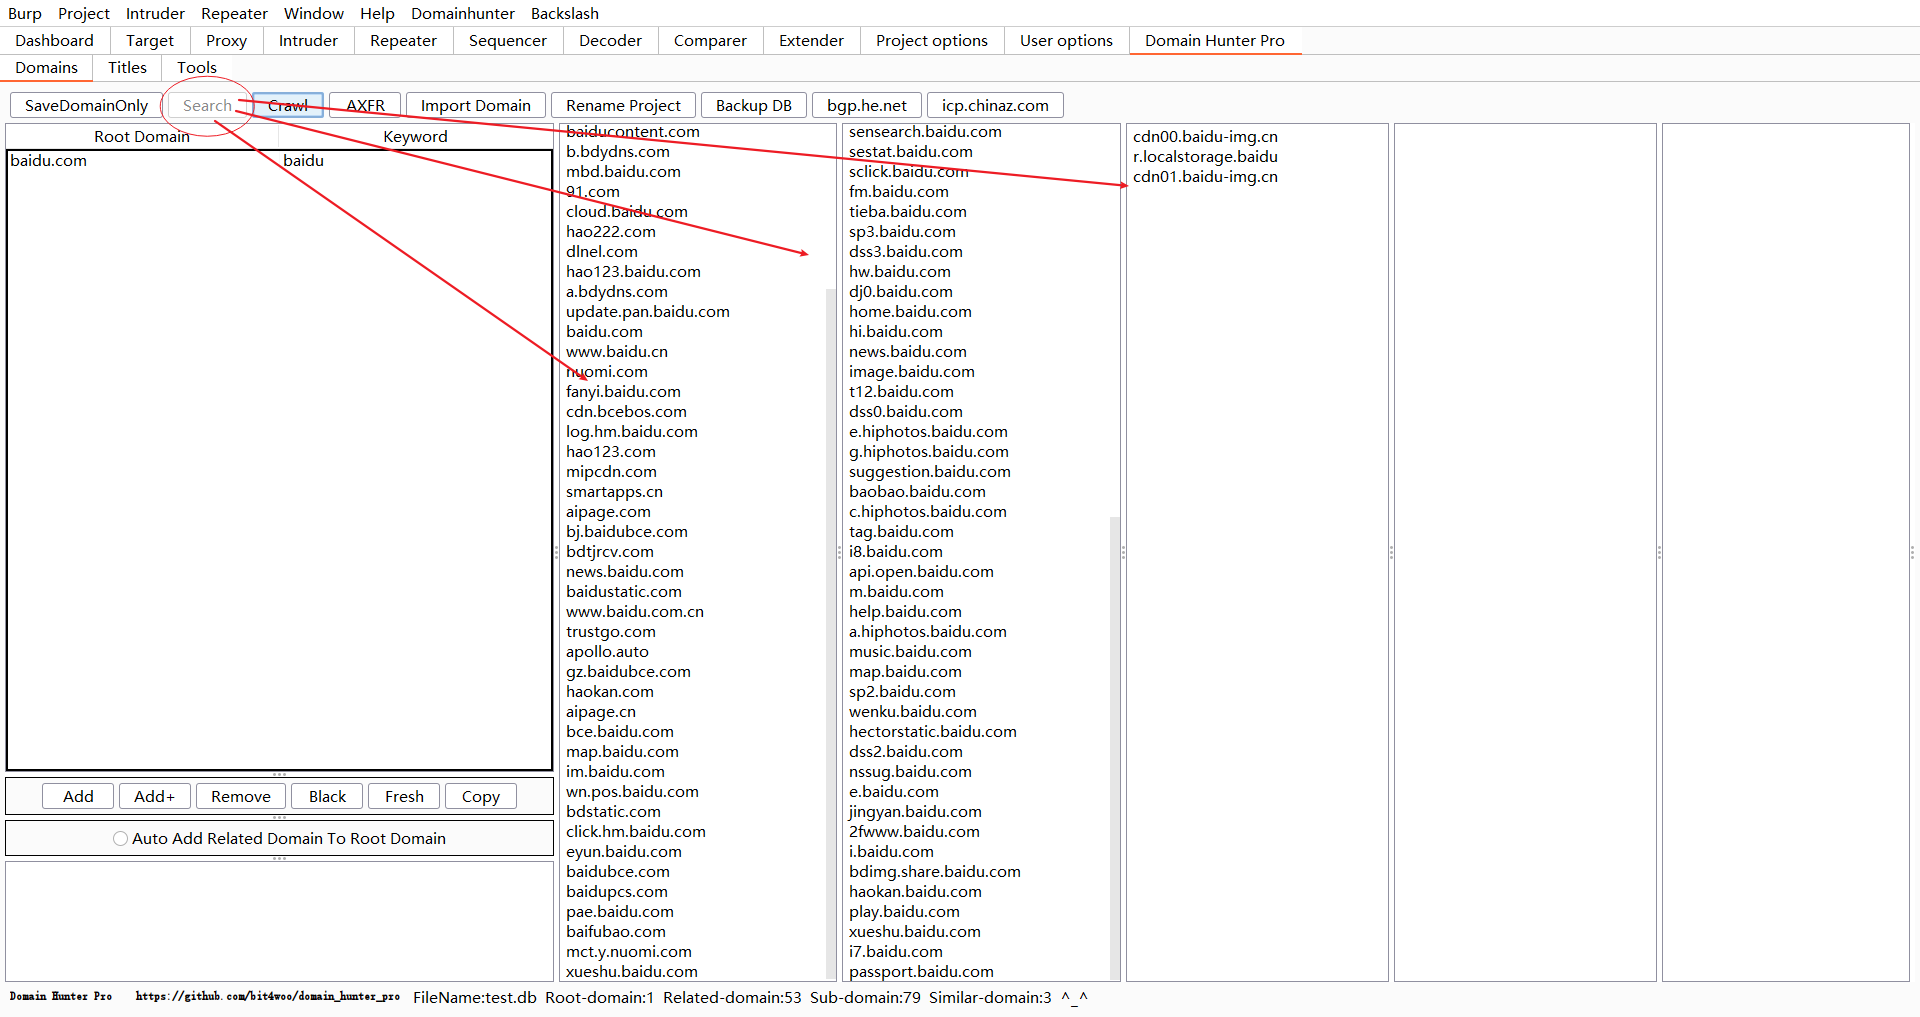 Burp Project Intruder Repeater Window Help Domainhunter Backslash
Dashboard Target Proxy Intruder Repeater Sequencer Decoder Comparer Extender Project options User options Domain Hunter Pro
Domains Titles Tools
SaveDomainOnly Search Crawl AXFR Import Domain Rename Project Backup DB bgp.he.net icp.chinaz.com
Root Domain Keyword
baidu.com baidu
Add Add+ Remove Black Fresh Copy
Auto Add Related Domain To Root Domain
baiducontent.com
b.bdydns.com
mbd.baidu.com
91.com
cloud.baidu.com
hao222.com
dlnel.com
hao123.baidu.com
a.bdydns.com
update.pan.baidu.com
baidu.com
www.baidu.cn
nuomi.com
fanyi.baidu.com
cdn.bcebos.com
log.hm.baidu.com
hao123.com
mipcdn.com
smartapps.cn
aipage.com
bj.baidubce.com
bdtjrcv.com
news.baidu.com
baidustatic.com
www.baidu.com.cn
trustgo.com
apollo.auto
gz.baidubce.com
haokan.com
aipage.cn
bce.baidu.com
map.baidu.com
im.baidu.com
wn.pos.baidu.com
bdstatic.com
click.hm.baidu.com
eyun.baidu.com
baidubce.com
baidupcs.com
pae.baidu.com
baifubao.com
mct.y.nuomi.com
xueshu.baidu.com
sensearch.baidu.com
sestat.baidu.com
sclick.baidu.com
fm.baidu.com
tieba.baidu.com
sp3.baidu.com
dss3.baidu.com
hw.baidu.com
dj0.baidu.com
home.baidu.com
hi.baidu.com
news.baidu.com
image.baidu.com
t12.baidu.com
dss0.baidu.com
e.hiphotos.baidu.com
g.hiphotos.baidu.com
suggestion.baidu.com
baobao.baidu.com
c.hiphotos.baidu.com
tag.baidu.com
i8.baidu.com
api.open.baidu.com
m.baidu.com
help.baidu.com
a.hiphotos.baidu.com
music.baidu.com
map.baidu.com
sp2.baidu.com
wenku.baidu.com
hectorstatic.baidu.com
dss2.baidu.com
nssug.baidu.com
e.baidu.com
jingyan.baidu.com
2fwww.baidu.com
i.baidu.com
bdimg.share.baidu.com
haokan.baidu.com
play.baidu.com
xueshu.baidu.com
i7.baidu.com
passport.baidu.com
cdn00.baidu-img.cn
r.localstorage.baidu
cdn01.baidu-img.cn
Domain Hunter Pro https://github.com/bit4woo/domain_hunter_pro FileName:test.db Root-domain:1 Related-domain:53 Sub-domain:79 Similar-domain:3 ^_^